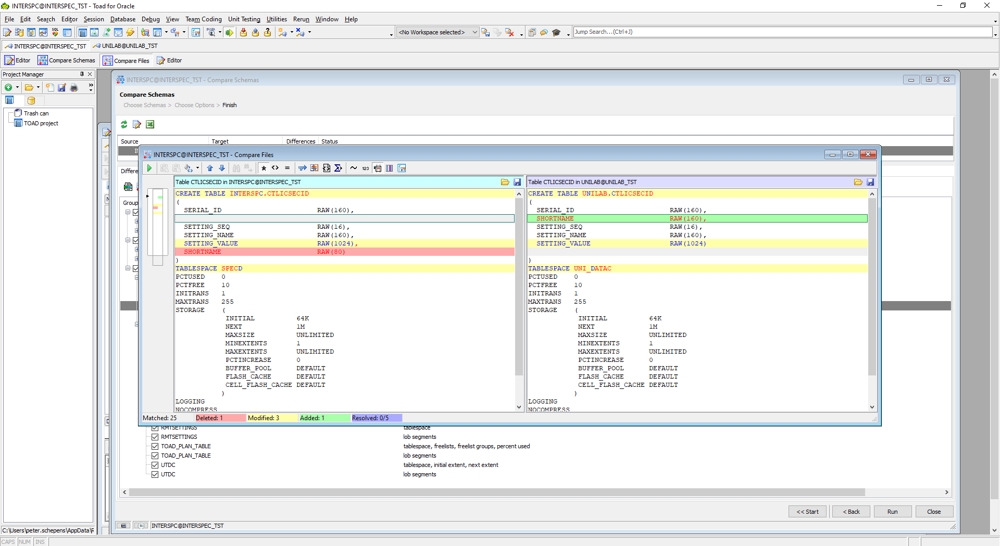 INTERSPC@INTERSPEC_TST - Toad for Oracle
File Edit Search Editor Session Database Debug View Team Coding Unit Testing Utilities Rerun Window Help
<No Workspace selected>
Jump Search...(Ctrl+J)
INTERSPC@INTERSPEC_TST UNILAB@UNILAB_TST
Editor Compare Schemas Compare Files Editor
Project Manager
Trash can
TOAD project
INTERSPC@INTERSPEC_TST - Compare Schemas
Compare Schemas
Choose Schemas > Choose Options > Finish
Source Target Differences Status
INTERSPC@INTERSPEC_TST - Compare Files
Differe
Group
Table CTLICSECID in INTERSPC@INTERSPEC_TST
CREATE TABLE INTERSPC.CTLICSECID
(
SERIAL_ID RAW(160),
SETTING_SEQ RAW(16),
SETTING_NAME RAW(160),
SETTING_VALUE RAW(1024),
SHORTNAME RAW(80)
)
TABLESPACE SPECD
PCTUSED 0
PCTFREE 10
INITRANS 1
MAXTRANS 255
STORAGE (
INITIAL 64K
NEXT 1M
MAXSIZE UNLIMITED
MINEXTENTS 1
MAXEXTENTS UNLIMITED
PCTINCREASE 0
BUFFER_POOL DEFAULT
FLASH_CACHE DEFAULT
CELL_FLASH_CACHE DEFAULT
)
LOGGING
NOCOMPRESS
Table CTLICSECID in UNILAB@UNILAB_TST
CREATE TABLE UNILAB.CTLICSECID
(
SERIAL_ID RAW(160),
SHORTNAME RAW(160),
SETTING_SEQ RAW(16),
SETTING_NAME RAW(160),
SETTING_VALUE RAW(1024)
)
TABLESPACE UNI_DATAC
PCTUSED 0
PCTFREE 10
INITRANS 1
MAXTRANS 255
STORAGE (
INITIAL 64K
NEXT 1M
MAXSIZE UNLIMITED
MINEXTENTS 1
MAXEXTENTS UNLIMITED
PCTINCREASE 0
BUFFER_POOL DEFAULT
FLASH_CACHE DEFAULT
CELL_FLASH_CACHE DEFAULT
)
LOGGING
NOCOMPRESS
Matched: 25 Deleted: 1 Modified: 3 Added: 1 Resolved: 0/5
RMTSETTINGS tablespace
RMTSETTINGS lob segments
TOAD_PLAN_TABLE tablespace, freelists, freelist groups, percent used
TOAD_PLAN_TABLE lob segments
UTDC tablespace, initial extent, next extent
UTDC lob segments
<< Start < Back Run Close
INTERSPC@INTERSPEC_TST
C:\Users\peter.schepens\AppData\R
CAPS NUM INS